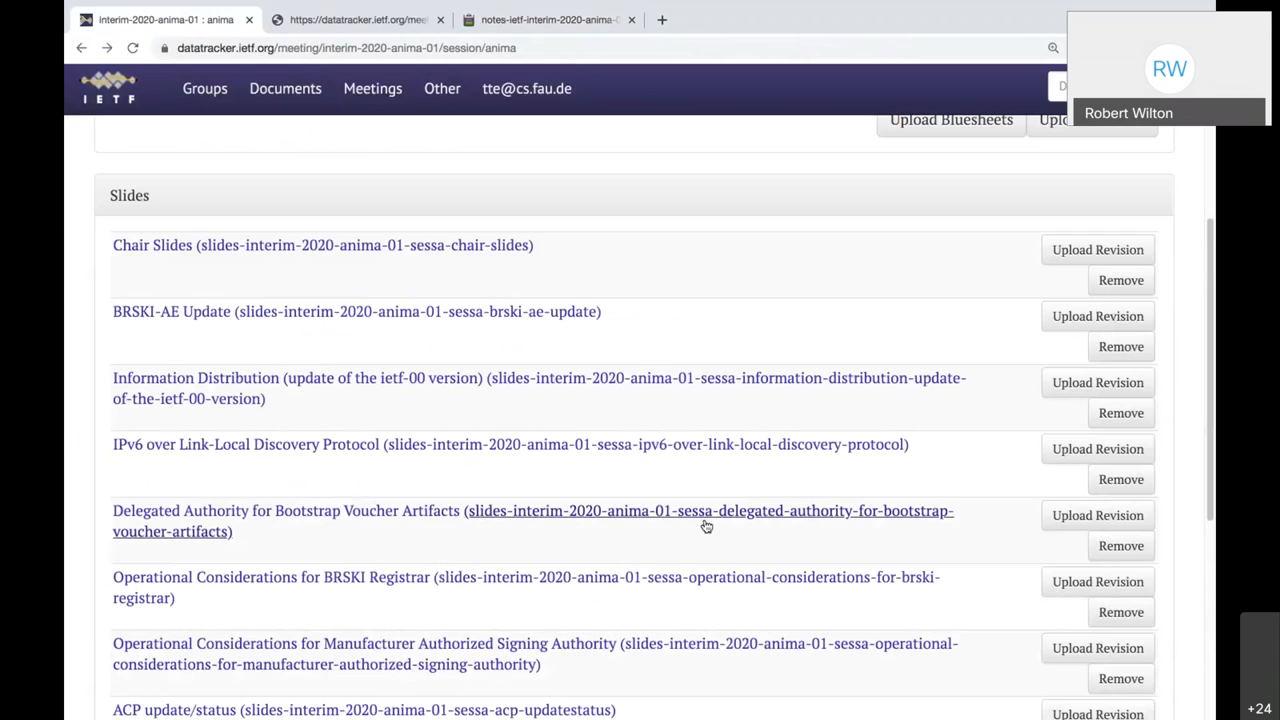 interim-2020-anima-01 : anima
https://datatracker.ietf.org/mee
notes-ietf-interim-2020-anima-
datatracker.ietf.org/meeting/interim-2020-anima-01/session/anima
RW
Robert Wilton
IETF
Groups Documents Meetings Other tte@cs.fau.de
D
Upload Bluesheets
Uplo
Slides
Chair Slides (slides-interim-2020-anima-01-sessa-chair-slides)
Upload Revision
Remove
BRSKI-AE Update (slides-interim-2020-anima-01-sessa-brski-ae-update)
Upload Revision
Remove
Information Distribution (update of the ietf-00 version) (slides-interim-2020-anima-01-sessa-information-distribution-update-
of-the-ietf-00-version)
Upload Revision
Remove
IPv6 over Link-Local Discovery Protocol (slides-interim-2020-anima-01-sessa-ipv6-over-link-local-discovery-protocol)
Upload Revision
Remove
Delegated Authority for Bootstrap Voucher Artifacts (slides-interim-2020-anima-01-sessa-delegated-authority-for-bootstrap-
voucher-artifacts)
Upload Revision
Remove
Operational Considerations for BRSKI Registrar (slides-interim-2020-anima-01-sessa-operational-considerations-for-brski-
registrar)
Upload Revision
Remove
Operational Considerations for Manufacturer Authorized Signing Authority (slides-interim-2020-anima-01-sessa-operational-
considerations-for-manufacturer-authorized-signing-authority)
Upload Revision
Remove
ACP update/status (slides-interim-2020-anima-01-sessa-acp-updatestatus)
Upload Revision
+24